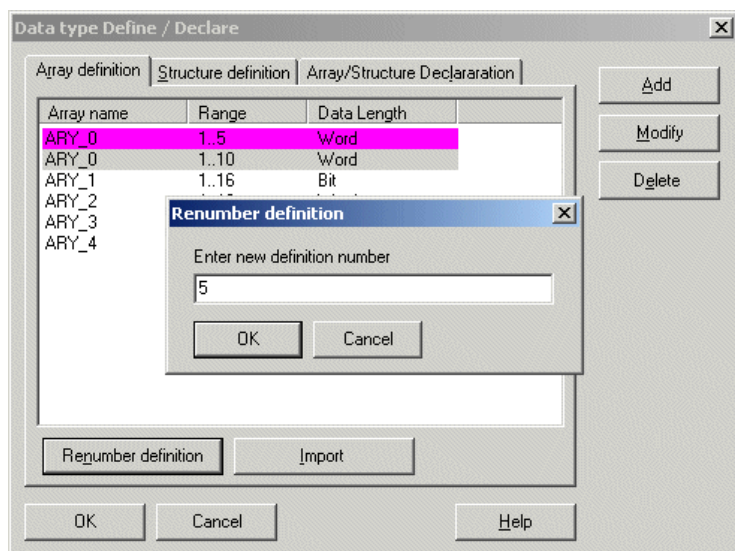 Data type Define / Declare
Array definition Structure definition Array/Structure Declararation
Add
Modify
Delete
Array name Range Data Length
ARY_0 1..5 Word
ARY_0 1..10 Word
ARY_1 1..16 Bit
ARY_2
ARY_3
ARY_4
Renumber definition
Enter new definition number
5
OK Cancel
Renumber definition Import
OK Cancel Help